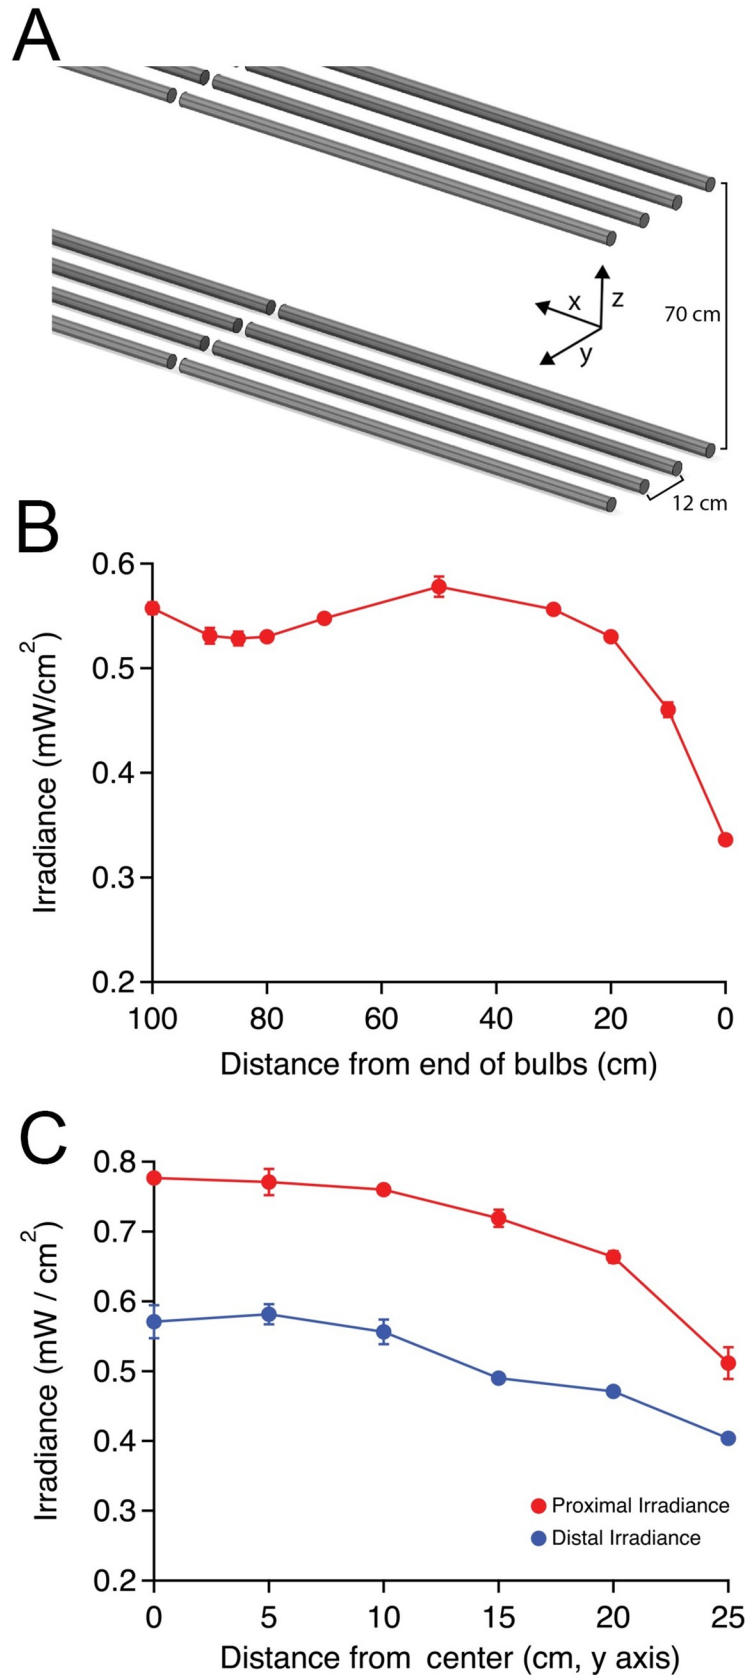 A
x
z
y
70 cm
12 cm
B
0.6
0.5
0.4
0.3
0.2
Irradiance (mW/cm²)
100 80 60 40 20 0
Distance from end of bulbs (cm)
C
0.8
0.7
0.6
0.5
0.4
0.3
0.2
Irradiance (mW / cm²)
Proximal Irradiance
Distal Irradiance
0 5 10 15 20 25
Distance from center (cm, y axis)